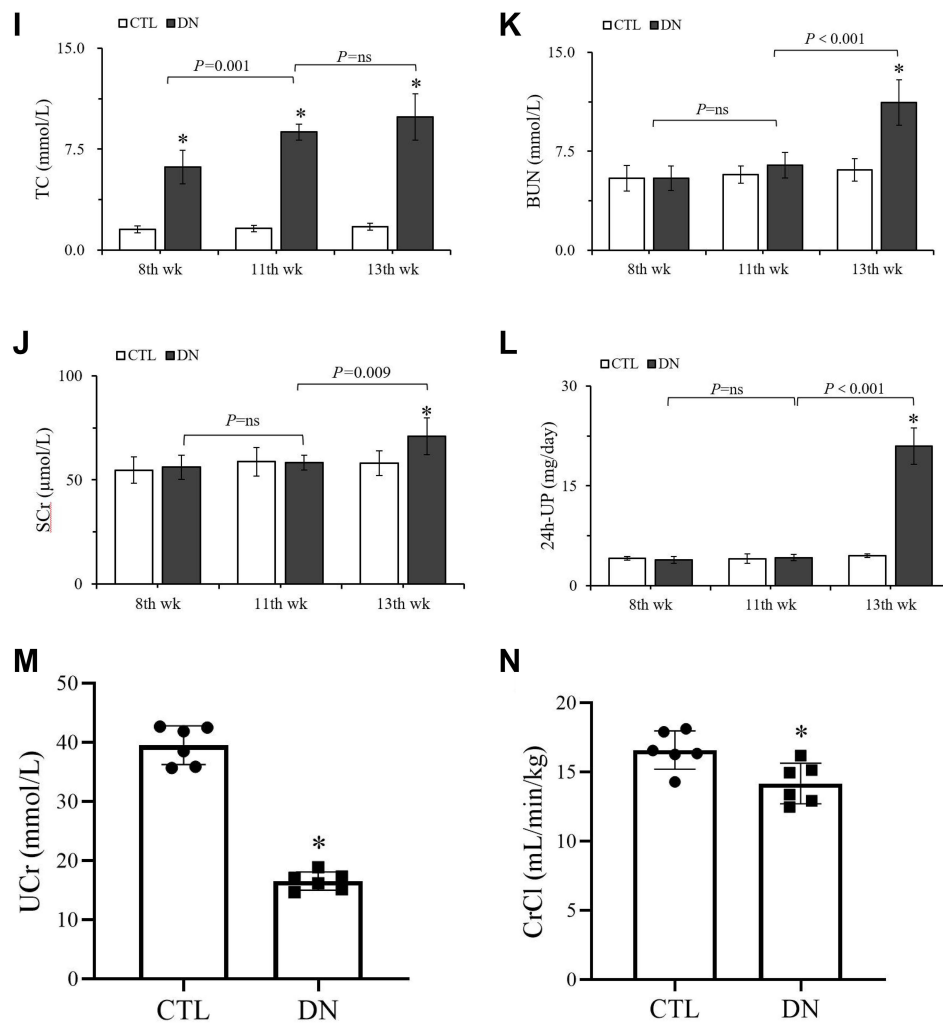 I
CTL DN
15.0
7.5
0.0
TC (mmol/L)
P=0.001
P=ns
*
*
*
8th wk 11th wk 13th wk
K
CTL DN
15.0
7.5
0.0
BUN (mmol/L)
P=ns
P < 0.001
*
8th wk 11th wk 13th wk
J
CTL DN
100
50
0
SCr (μmol/L)
P=ns
P=0.009
*
8th wk 11th wk 13th wk
L
CTL DN
30
15
0
24h-UP (mg/day)
P=ns
P < 0.001
*
8th wk 11th wk 13th wk
M
50
40
30
20
10
0
UCr (mmol/L)
*
CTL DN
N
20
15
10
5
0
CrCl (mL/min/kg)
*
CTL DN